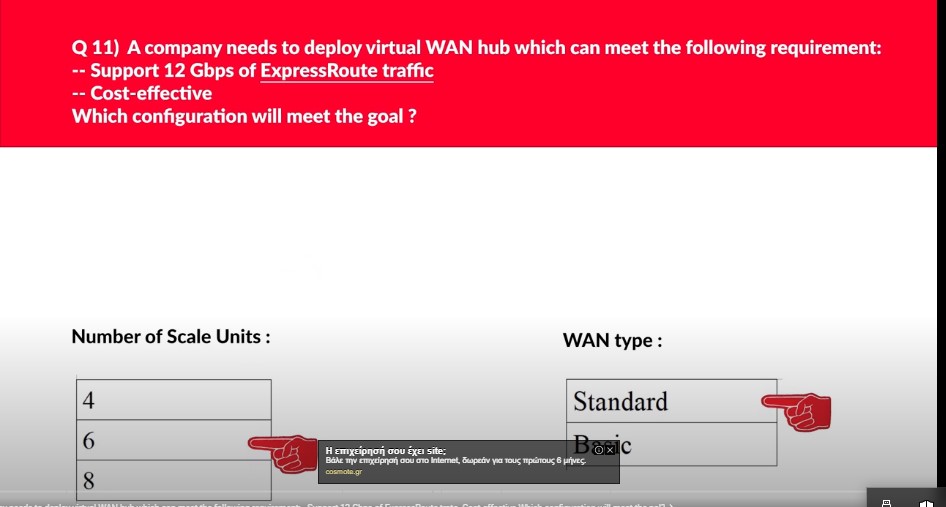 Q 11) A company needs to deploy virtual WAN hub which can meet the following requirement:
-- Support 12 Gbps of ExpressRoute traffic
-- Cost-effective
Which configuration will meet the goal ?
Number of Scale Units :
WAN type :
4
6
8
Standard
Basic
Η επιχείρησή σου έχει site;
Βάλε την επιχείρησή σου στο Internet, δωρεάν για τους πρώτους 6 μήνες.
cosmote.gr